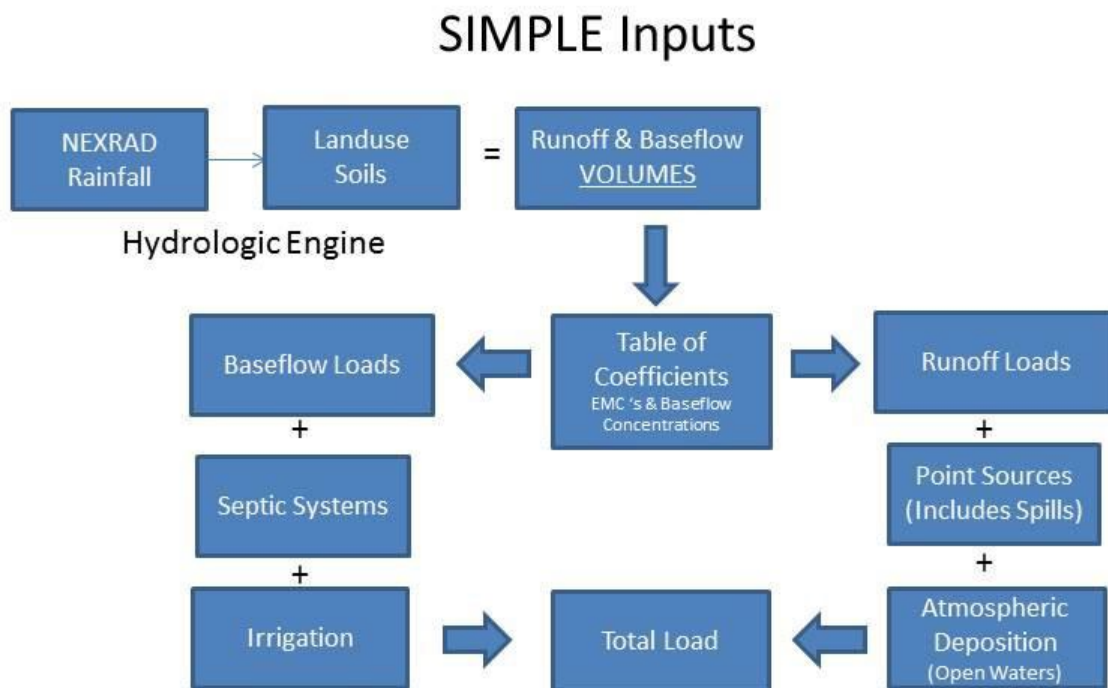 SIMPLE Inputs
NEXRAD
Rainfall
Landuse
Soils
=
Runoff & Baseflow
VOLUMES
Hydrologic Engine
Baseflow Loads
Table of
Coefficients
EMC 's & Baseflow
Concentrations
Runoff Loads
+
+
Septic Systems
Point Sources
(Includes Spills)
+
+
Irrigation
Total Load
Atmospheric
Deposition
(Open Waters)